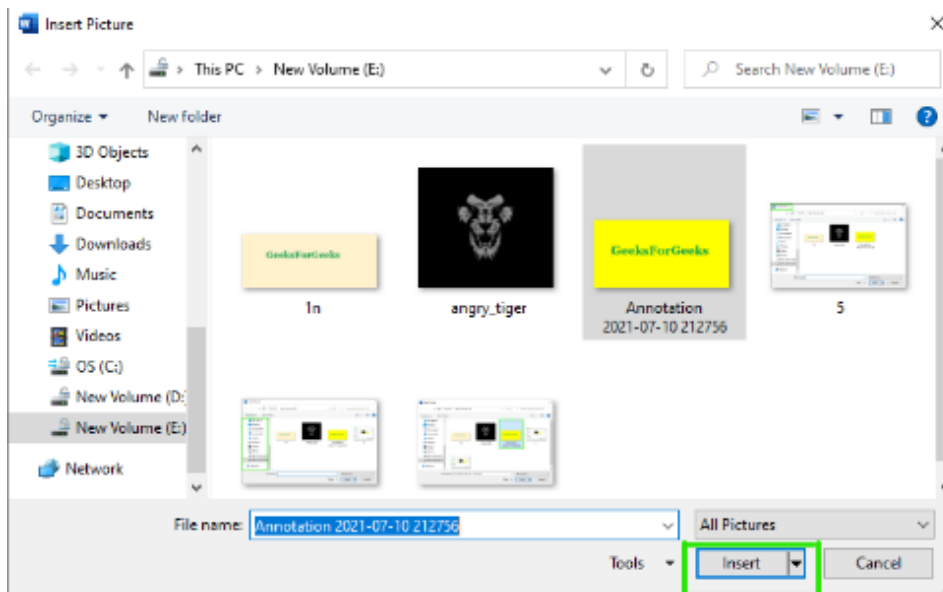 Insert Picture
This PC > New Volume (E:)
Search New Volume (E:)
Organize
New folder
3D Objects
Desktop
Documents
Downloads
Music
Pictures
Videos
OS (C:)
New Volume (D:
New Volume (E:)
Network
GeeksForGeeks
1n
angry_tiger
GeeksForGeeks
Annotation
2021-07-10 212756
5
File name:
Annotation 2021-07-10 212756
All Pictures
Tools
Insert
Cancel